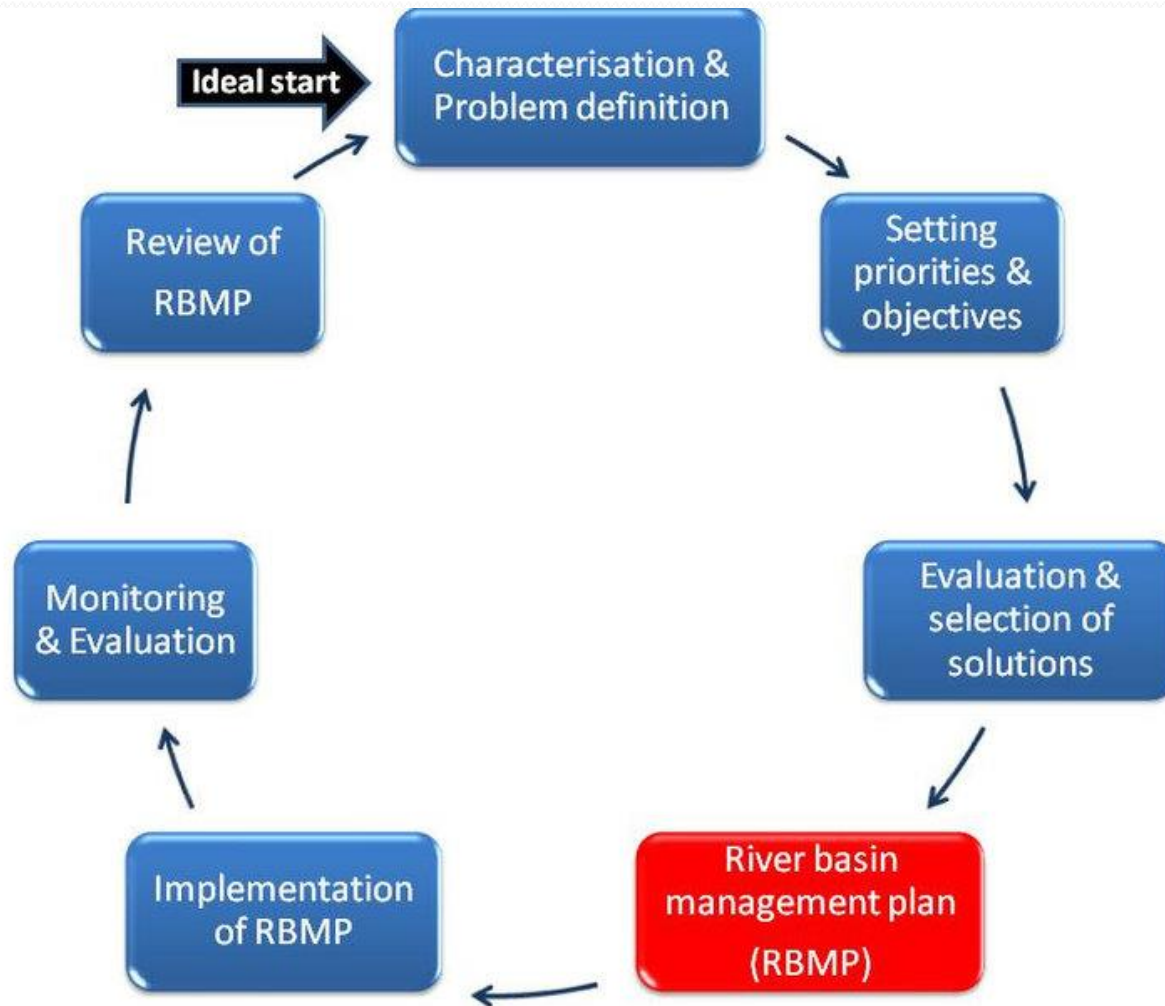 Ideal start
Characterisation &
Problem definition
Setting
priorities &
objectives
Evaluation &
selection of
solutions
River basin
management plan
(RBMP)
Implementation
of RBMP
Monitoring
& Evaluation
Review of
RBMP